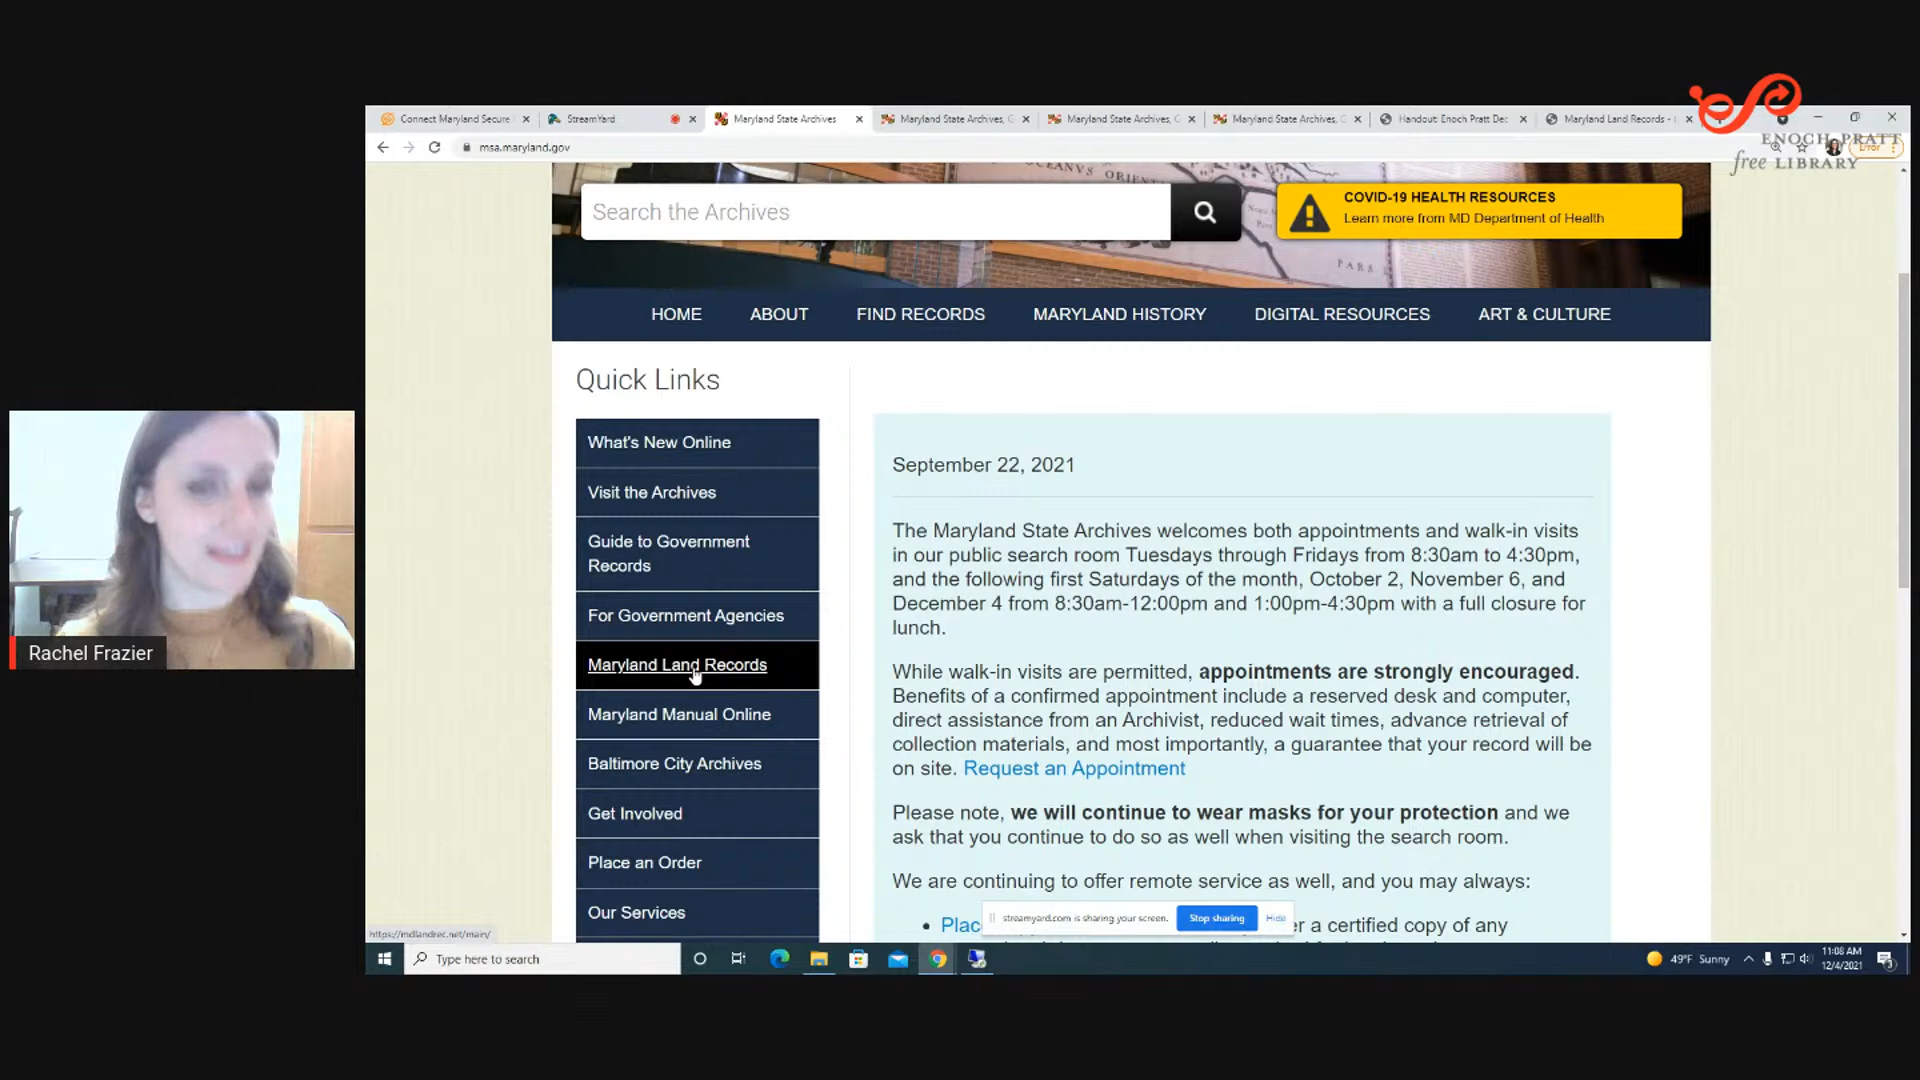 Connect Maryland Secure
StreamYard
Maryland State Archives
Maryland State Archives, G
Maryland State Archives, G
Maryland State Archives, G
Handout: Enoch Pratt Dec
Maryland Land Records -
msa.maryland.gov
Error
ENOCH PRATT
free LIBRARY
Search the Archives
COVID-19 HEALTH RESOURCES
Learn more from MD Department of Health
OCEANVS ORIEN
PARS
HOME ABOUT FIND RECORDS MARYLAND HISTORY DIGITAL RESOURCES ART & CULTURE
Quick Links
What's New Online
Visit the Archives
Guide to Government
Records
For Government Agencies
Maryland Land Records
Maryland Manual Online
Baltimore City Archives
Get Involved
Place an Order
Our Services
September 22, 2021
The Maryland State Archives welcomes both appointments and walk-in visits
in our public search room Tuesdays through Fridays from 8:30am to 4:30pm,
and the following first Saturdays of the month, October 2, November 6, and
December 4 from 8:30am-12:00pm and 1:00pm-4:30pm with a full closure for
lunch.
While walk-in visits are permitted, appointments are strongly encouraged.
Benefits of a confirmed appointment include a reserved desk and computer,
direct assistance from an Archivist, reduced wait times, advance retrieval of
collection materials, and most importantly, a guarantee that your record will be
on site. Request an Appointment
Please note, we will continue to wear masks for your protection and we
ask that you continue to do so as well when visiting the search room.
We are continuing to offer remote service as well, and you may always:
• Plac er a certified copy of any
streamyard.com is sharing your screen. Stop sharing Hide
Rachel Frazier
https://mdlandrec.net/main/
Type here to search
49°F Sunny
11:08 AM
12/4/2021
3